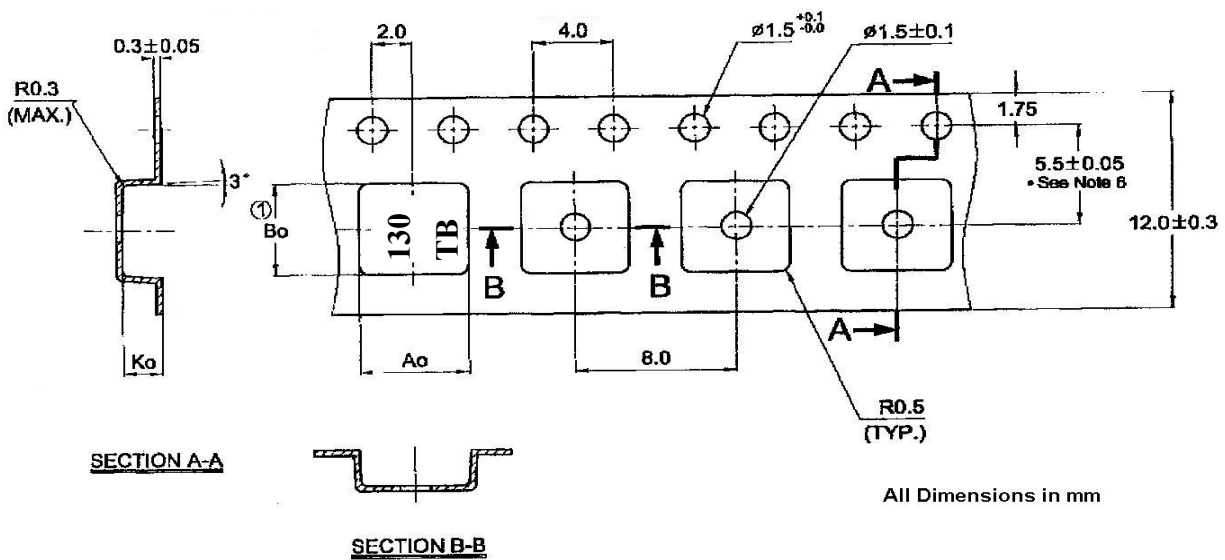 0.3±0.05
2.0
4.0
ø1.5 +0.1 -0.0
ø1.5±0.1
A
R0.3
(MAX.)
1.75
5.5±0.05
• See Note 6
12.0±0.3
3°
① Bo
130
TB
B
B
A
Ko
Ao
8.0
R0.5
(TYP.)
SECTION A-A
All Dimensions in mm
SECTION B-B